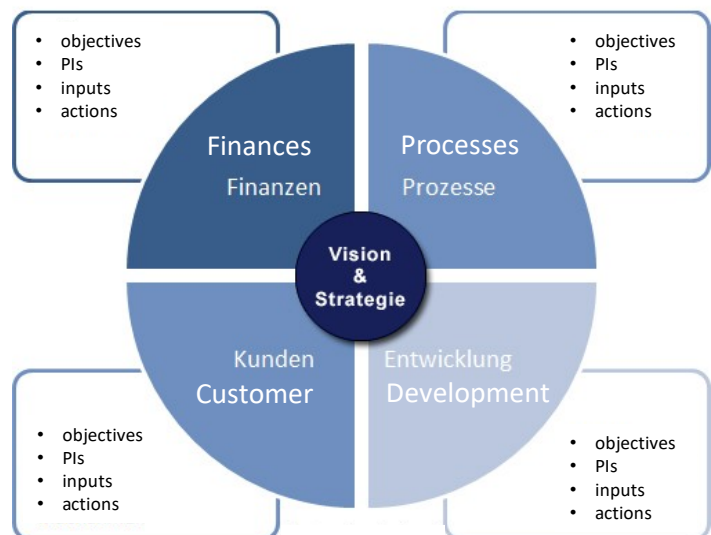 • objectives
• PIs
• inputs
• actions
• objectives
• PIs
• inputs
• actions
Finances
Finanzen
Processes
Prozesse
Vision
&
Strategie
Kunden
Customer
Entwicklung
Development
• objectives
• PIs
• inputs
• actions
• objectives
• PIs
• inputs
• actions